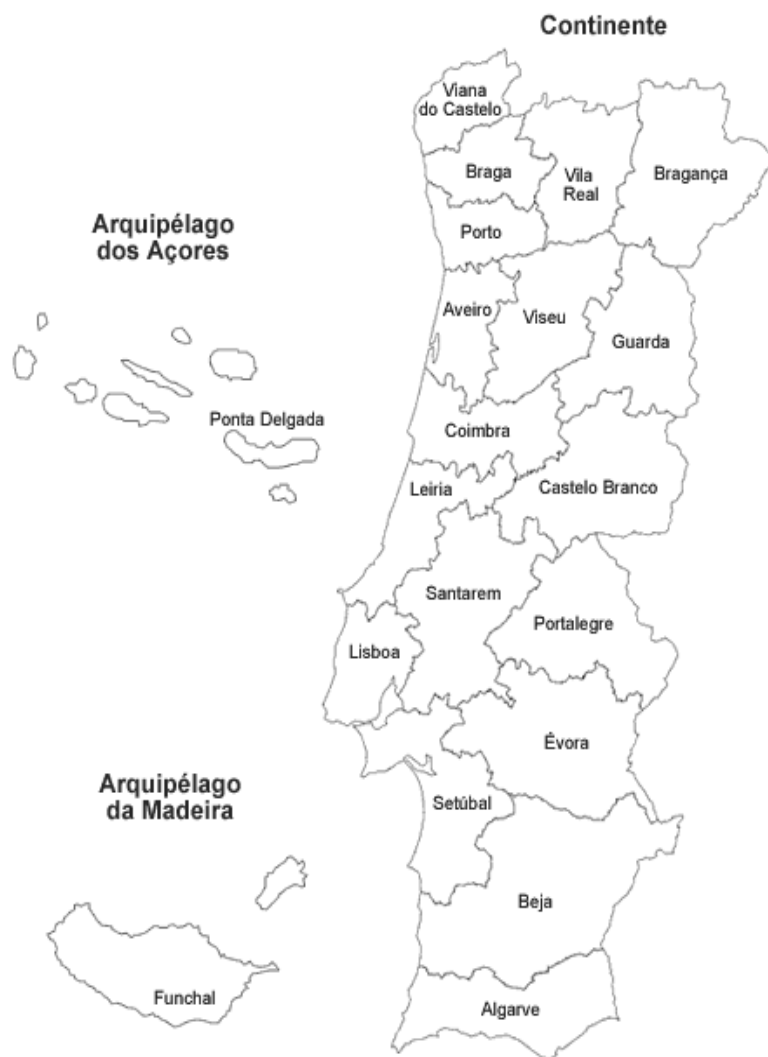 Continente
Viana
do Castelo
Braga
Vila
Real
Bragança
Porto
Arquipélago
dos Açores
Aveiro
Viseu
Guarda
Ponta Delgada
Coimbra
Leiria
Castelo Branco
Santarem
Portalegre
Lisboa
Évora
Arquipélago
da Madeira
Setúbal
Beja
Funchal
Algarve